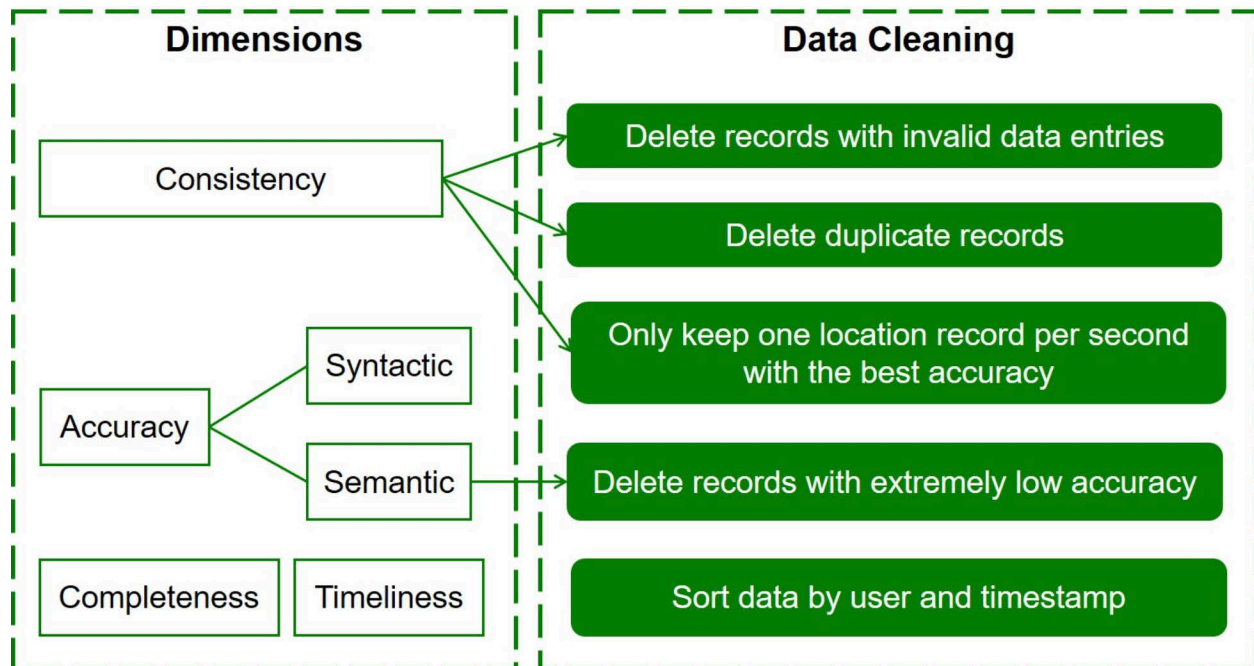 Dimensions
Consistency
Accuracy
Syntactic
Semantic
Completeness
Timeliness
Data Cleaning
Delete records with invalid data entries
Delete duplicate records
Only keep one location record per second
with the best accuracy
Delete records with extremely low accuracy
Sort data by user and timestamp